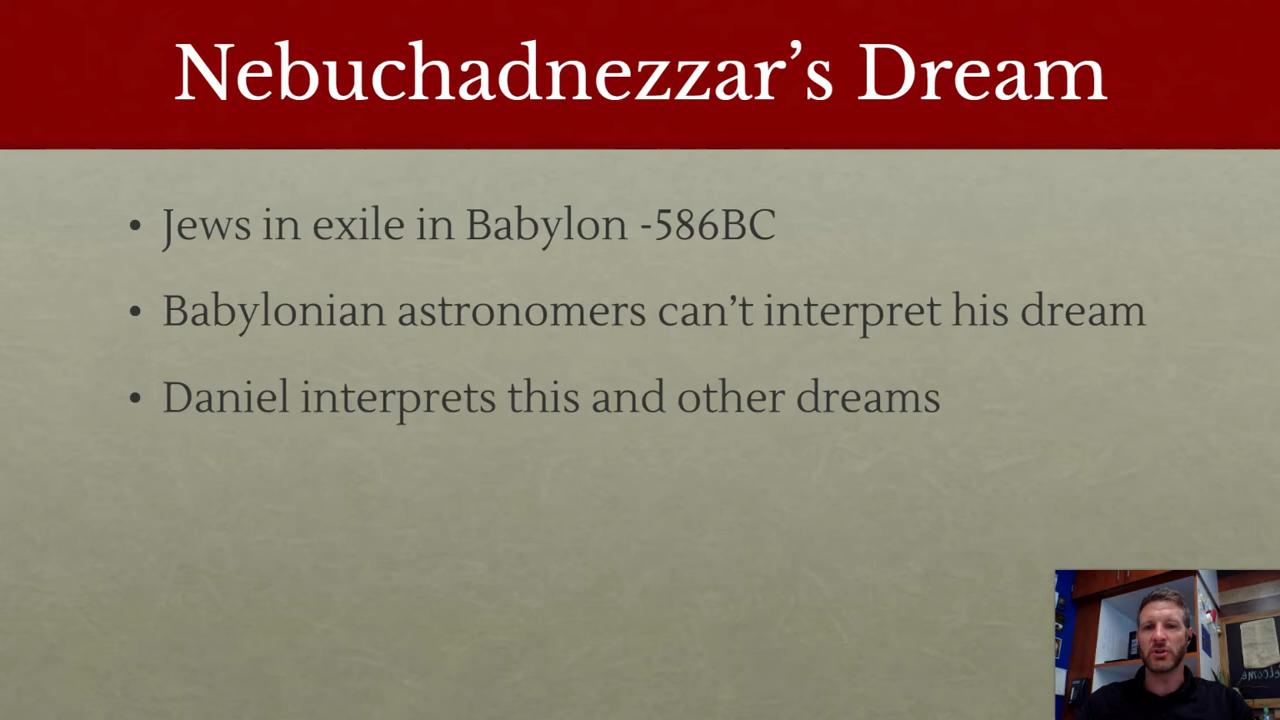 Nebuchadnezzar’s Dream
• Jews in exile in Babylon -586BC
• Babylonian astronomers can’t interpret his dream
• Daniel interprets this and other dreams